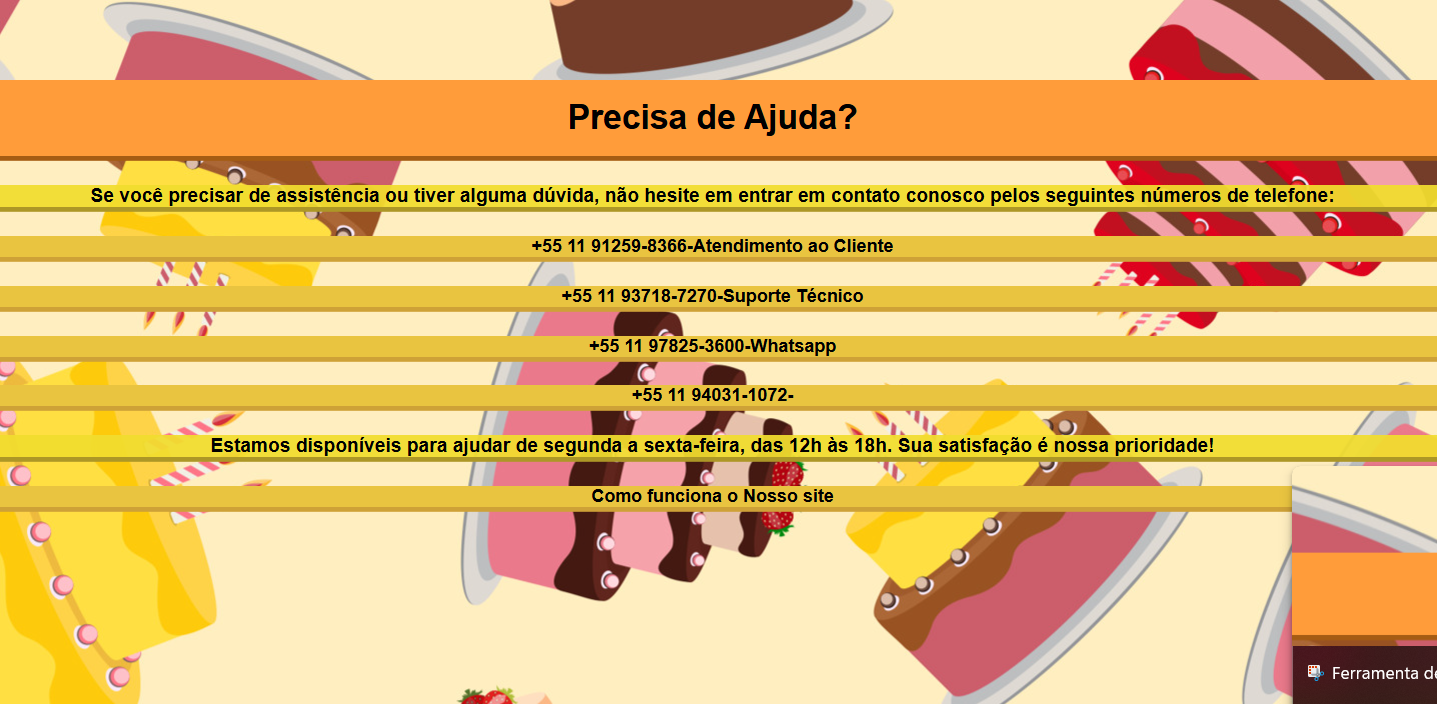 Precisa de Ajuda?
Se você precisar de assistência ou tiver alguma dúvida, não hesite em entrar em contato conosco pelos seguintes números de telefone:
+55 11 91259-8366-Atendimento ao Cliente
+55 11 93718-7270-Suporte Técnico
+55 11 97825-3600-Whatsapp
+55 11 94031-1072-
Estamos disponíveis para ajudar de segunda a sexta-feira, das 12h às 18h. Sua satisfação é nossa prioridade!
Como funciona o Nosso site
Ferramenta de